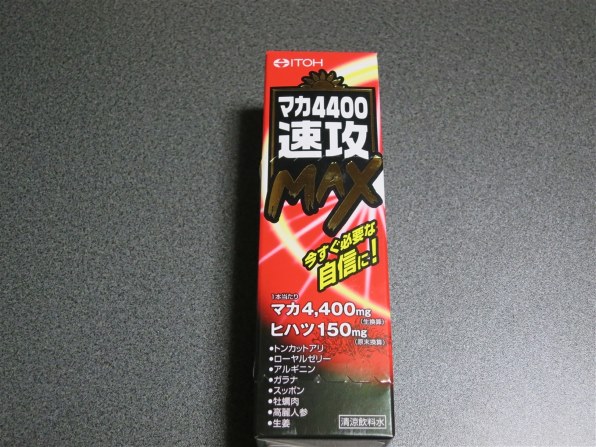 ITOH
マカ4400
速攻
MAX
今すぐ必要な
自信に!
1本当たり
マカ4,400mg
(生換算)
ヒハツ150mg
(原末換算)
●トンカットアリ
●ローヤルゼリー
●アルギニン
●ガラナ
●スッポン
●牡蠣肉
●高麗人参
●生姜
清涼飲料水